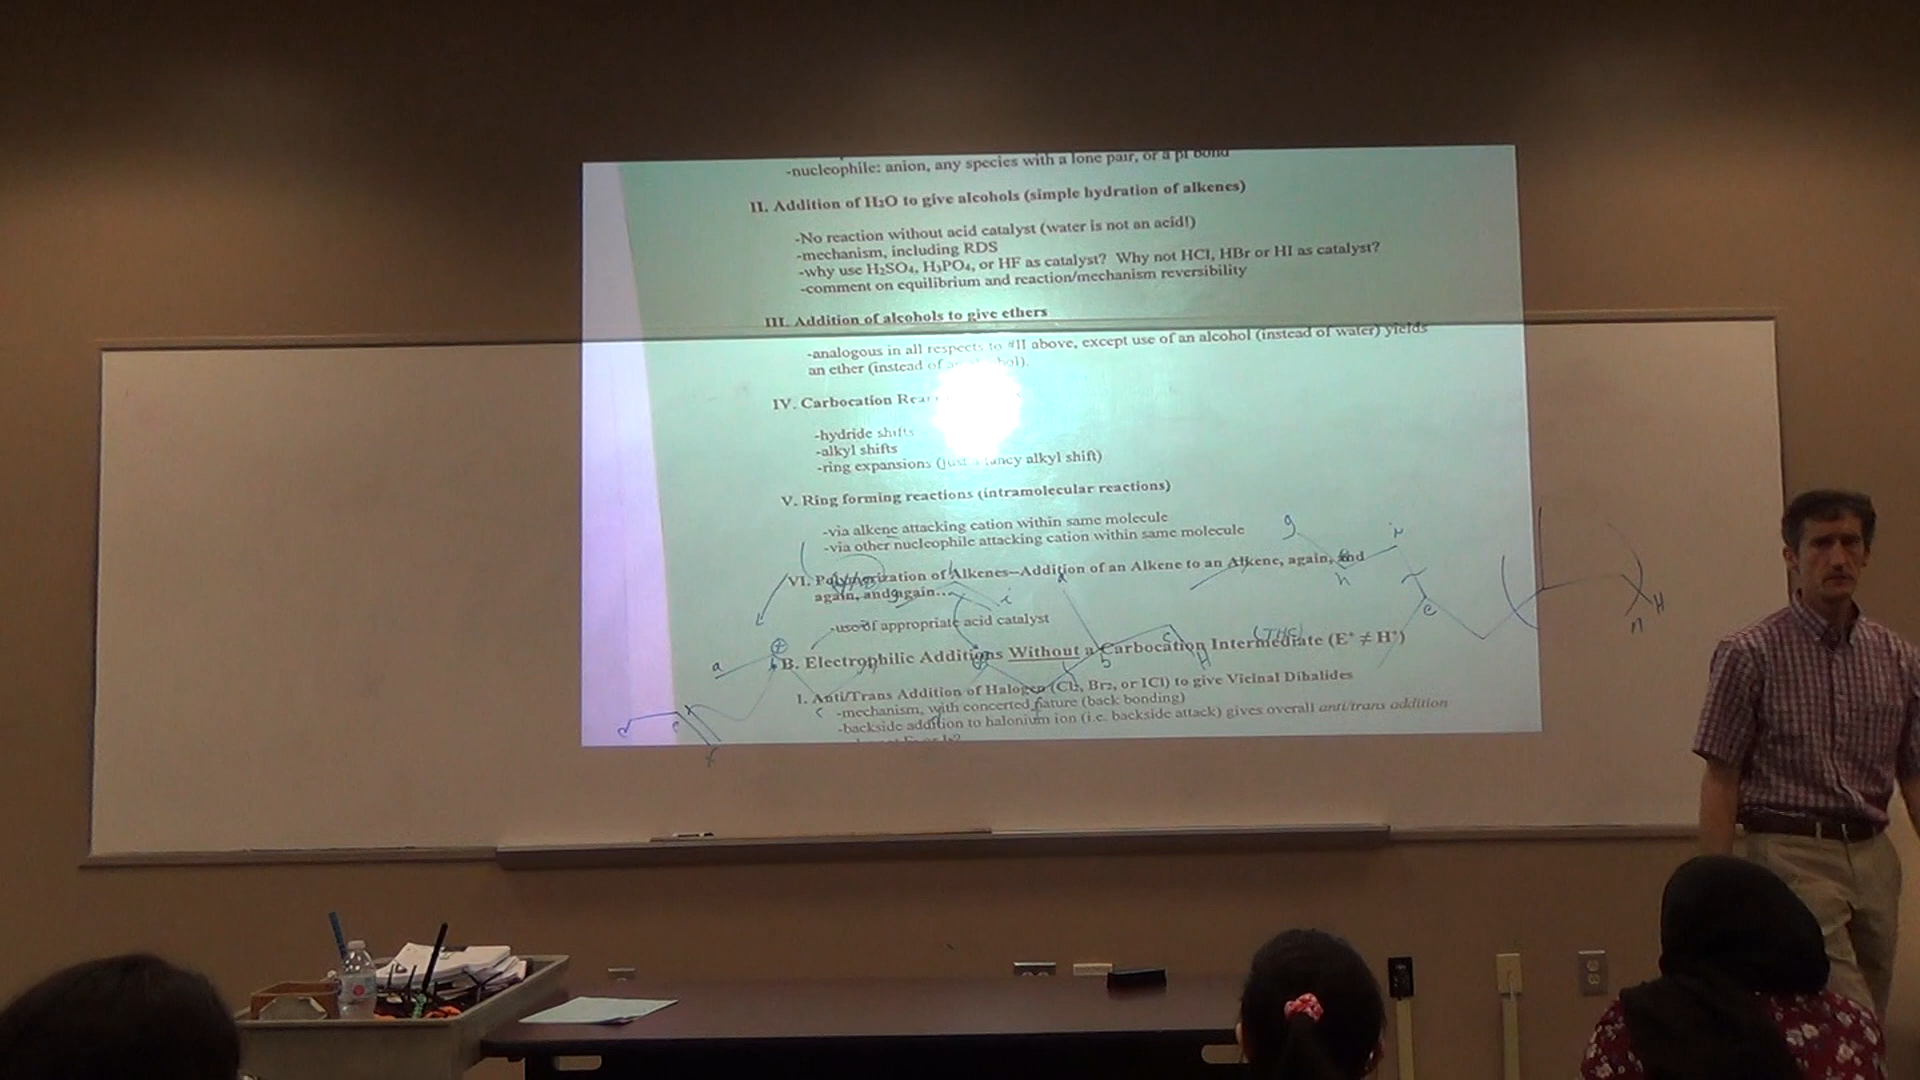 -nucleophile: anion, any species with a lone pair, or a pi bond
II. Addition of H₂O to give alcohols (simple hydration of alkenes)
-No reaction without acid catalyst (water is not an acid!)
-mechanism, including RDS
-why use H₂SO₄, H₃PO₄, or HF as catalyst? Why not HCl, HBr or HI as catalyst?
-comment on equilibrium and reaction/mechanism reversibility
III. Addition of alcohols to give ethers
-analogous in all respects to #II above, except use of an alcohol (instead of water) yields
an ether (instead of
IV. Carbocation
-hydride shifts
-alkyl shifts
-ring expansions (just a fancy alkyl shift)
V. Ring forming reactions (intramolecular reactions)
-via alkene attacking cation within same molecule
-via other nucleophile attacking cation within same molecule
VI. Polymerization of Alkenes—Addition of an Alkene to an Alkene, again, and
again, and again...
-use of appropriate acid catalyst
B. Electrophilic Additions Without a Carbocation Intermediate (E⁺ ≠ H⁺)
I. Anti/Trans Addition of Halogen (Cl₂, Br₂, or ICl) to give Vicinal Dihalides
-mechanism, with concerted nature (back bonding)
-backside addition to halonium ion (i.e. backside attack) gives overall anti/trans addition
g
h
e
H
n
i
a
b
c
f
(THF)